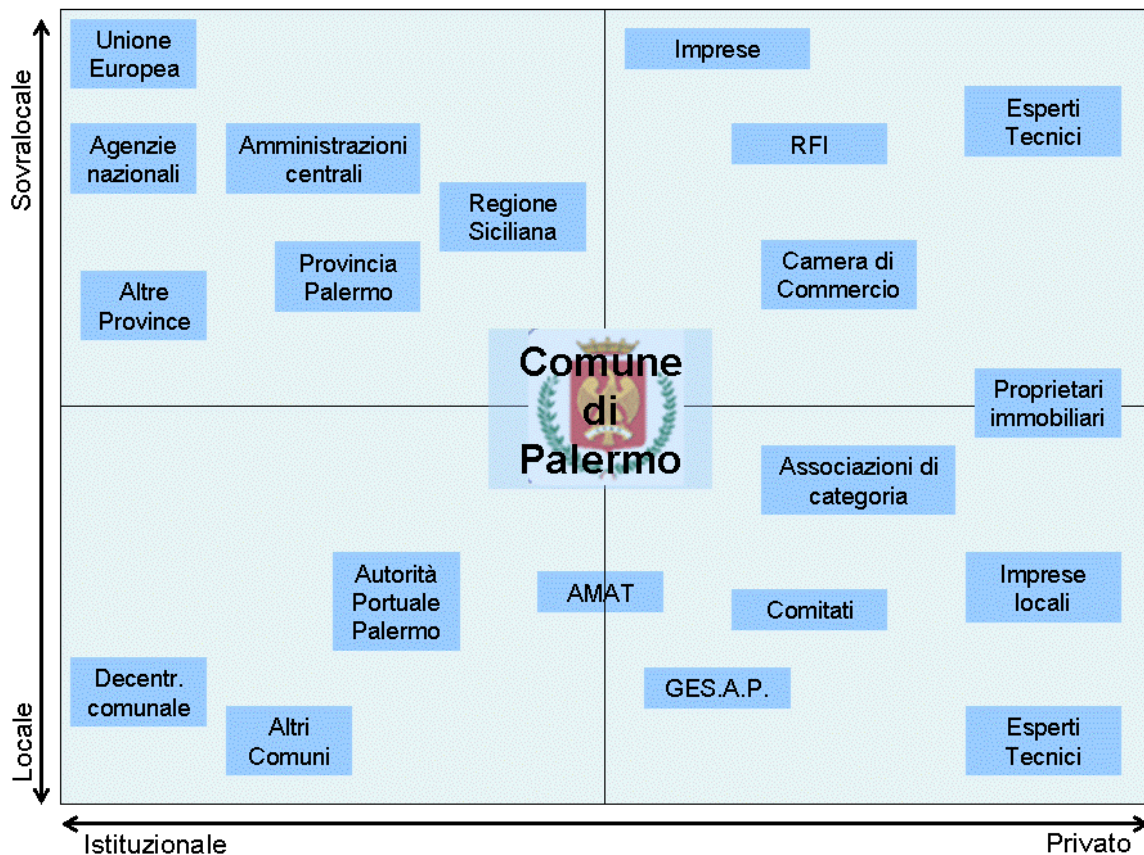 Sovralocale
Unione
Europea
Imprese
Esperti
Tecnici
Agenzie
nazionali
Amministrazioni
centrali
RFI
Regione
Siciliana
Provincia
Palermo
Camera di
Commercio
Altre
Province
Comune
di
Palermo
Proprietari
immobiliari
Associazioni di
categoria
Autorità
Portuale
Palermo
AMAT
Comitati
Imprese
locali
Decentr.
comunale
GES.A.P.
Altri
Comuni
Esperti
Tecnici
Locale
Istituzionale
Privato